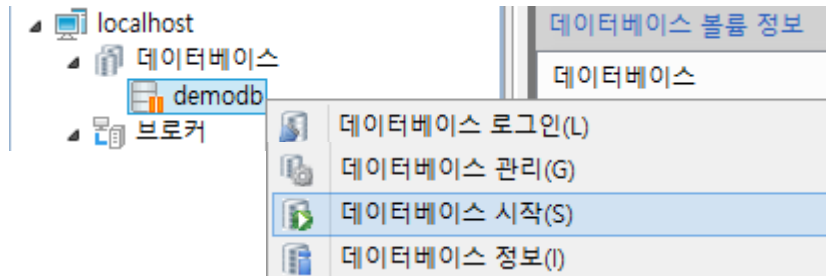 localhost
데이터베이스
demodb
브로커
데이터베이스 볼륨 정보
데이터베이스
데이터베이스 로그인(L)
데이터베이스 관리(G)
데이터베이스 시작(S)
데이터베이스 정보(I)